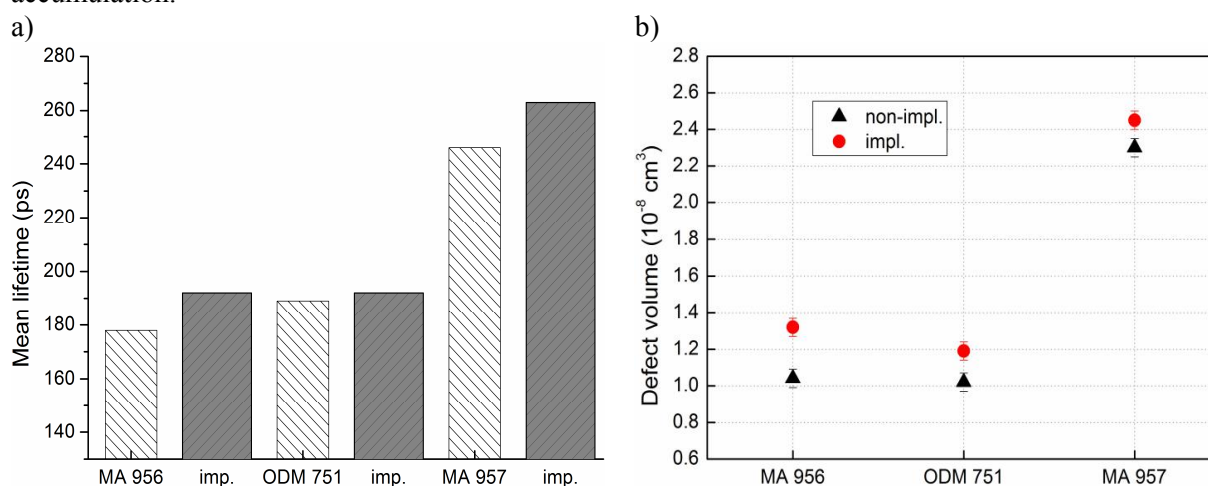 accumulation.
a)
280
260
240
220
200
180
160
140
Mean lifetime (ps)
MA 956 imp. ODM 751 imp. MA 957 imp.
b)
2.8
2.6
2.4
2.2
2.0
1.8
1.6
1.4
1.2
1.0
0.8
0.6
Defect volume (10⁻⁸ cm³)
non-impl.
impl.
MA 956 ODM 751 MA 957